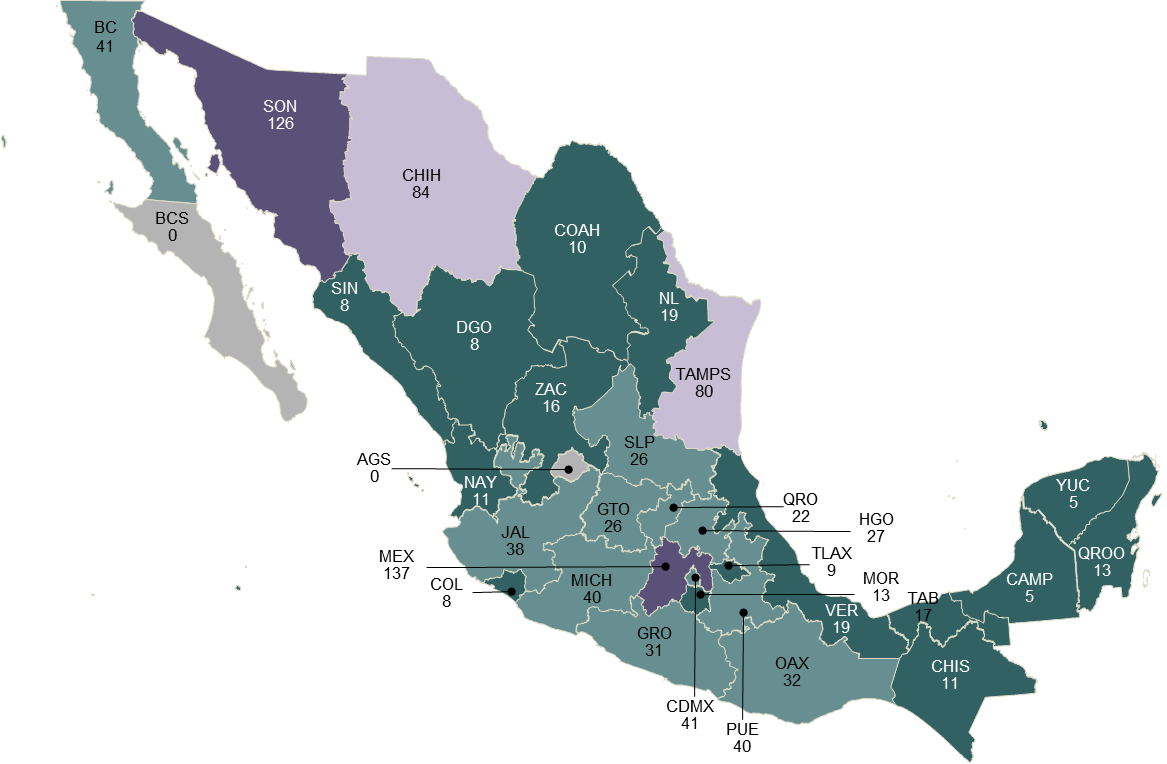 BC
41
SON
126
CHIH
84
BCS
0
COAH
10
SIN
8
NL
19
DGO
8
TAMPS
80
ZAC
16
SLP
26
AGS
0
NAY
11
YUC
5
GTO
26
QRO
22
HGO
27
JAL
38
QROO
13
MEX
137
TLAX
9
COL
8
MICH
40
MOR
13
CAMP
5
TAB
17
VER
19
GRO
31
OAX
32
CHIS
11
CDMX
41
PUE
40